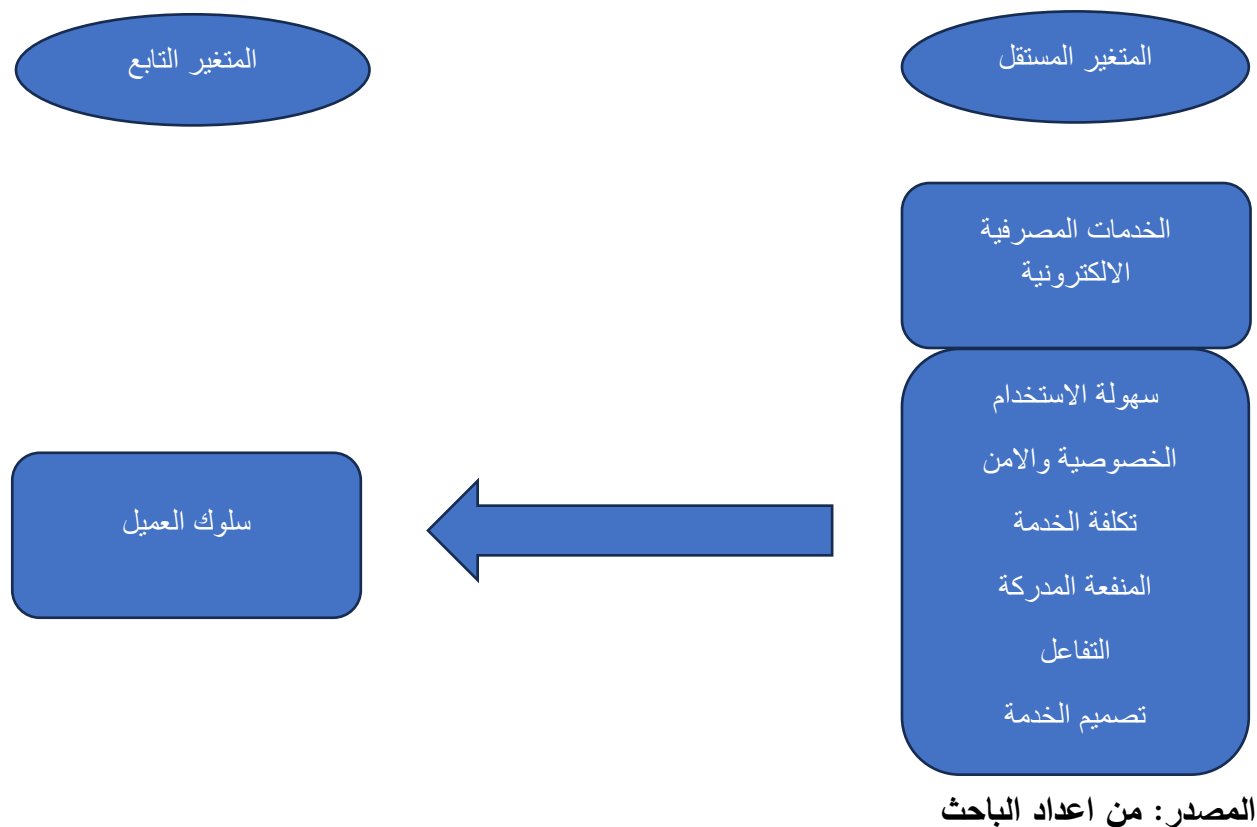 المتغير المستقل
المتغير التابع
الخدمات المصرفية
الالكترونية
سهولة الاستخدام
الخصوصية والامن
تكلفة الخدمة
المنفعة المدركة
التفاعل
تصميم الخدمة
سلوك العميل
المصدر: من اعداد الباحث